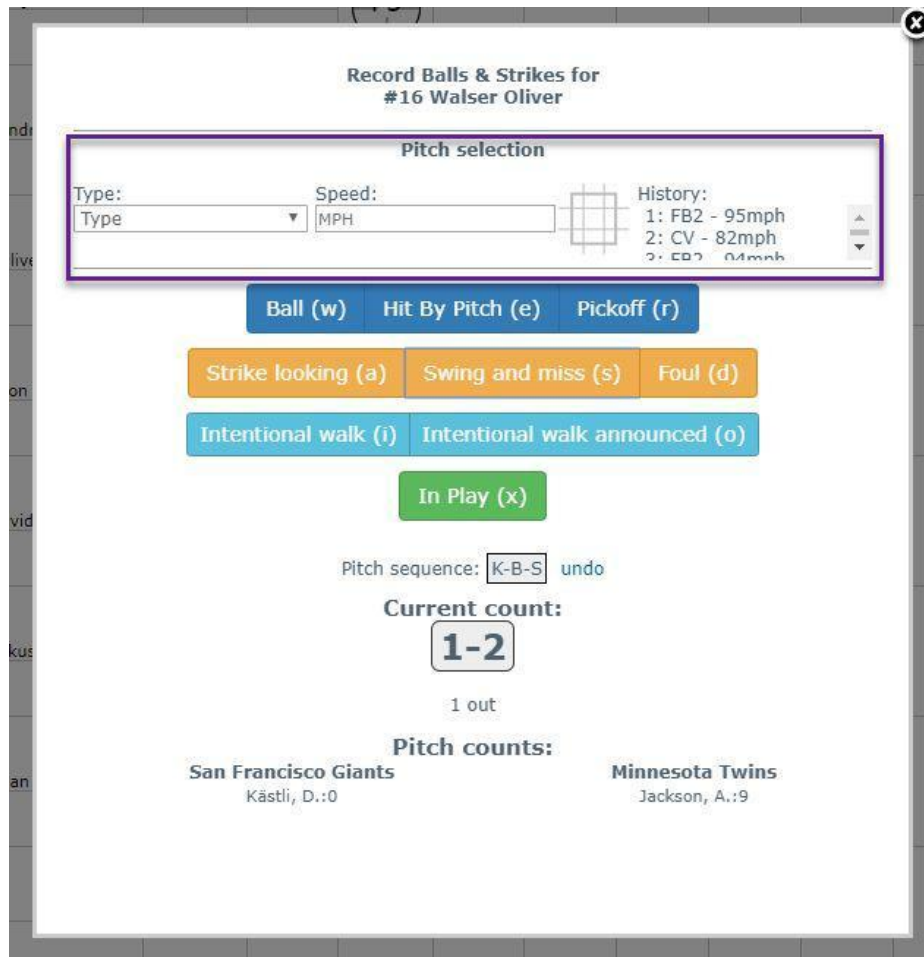 Record Balls & Strikes for
#16 Walser Oliver
Pitch selection
Type:
Speed:
History:
Type
MPH
1: FB2 - 95mph
2: CV - 82mph
3: FB2 - 94mph
Ball (w)
Hit By Pitch (e)
Pickoff (r)
Strike looking (a)
Swing and miss (s)
Foul (d)
Intentional walk (i)
Intentional walk announced (o)
In Play (x)
Pitch sequence: K-B-S undo
Current count:
1-2
1 out
Pitch counts:
San Francisco Giants
Kästli, D.:0
Minnesota Twins
Jackson, A.:9